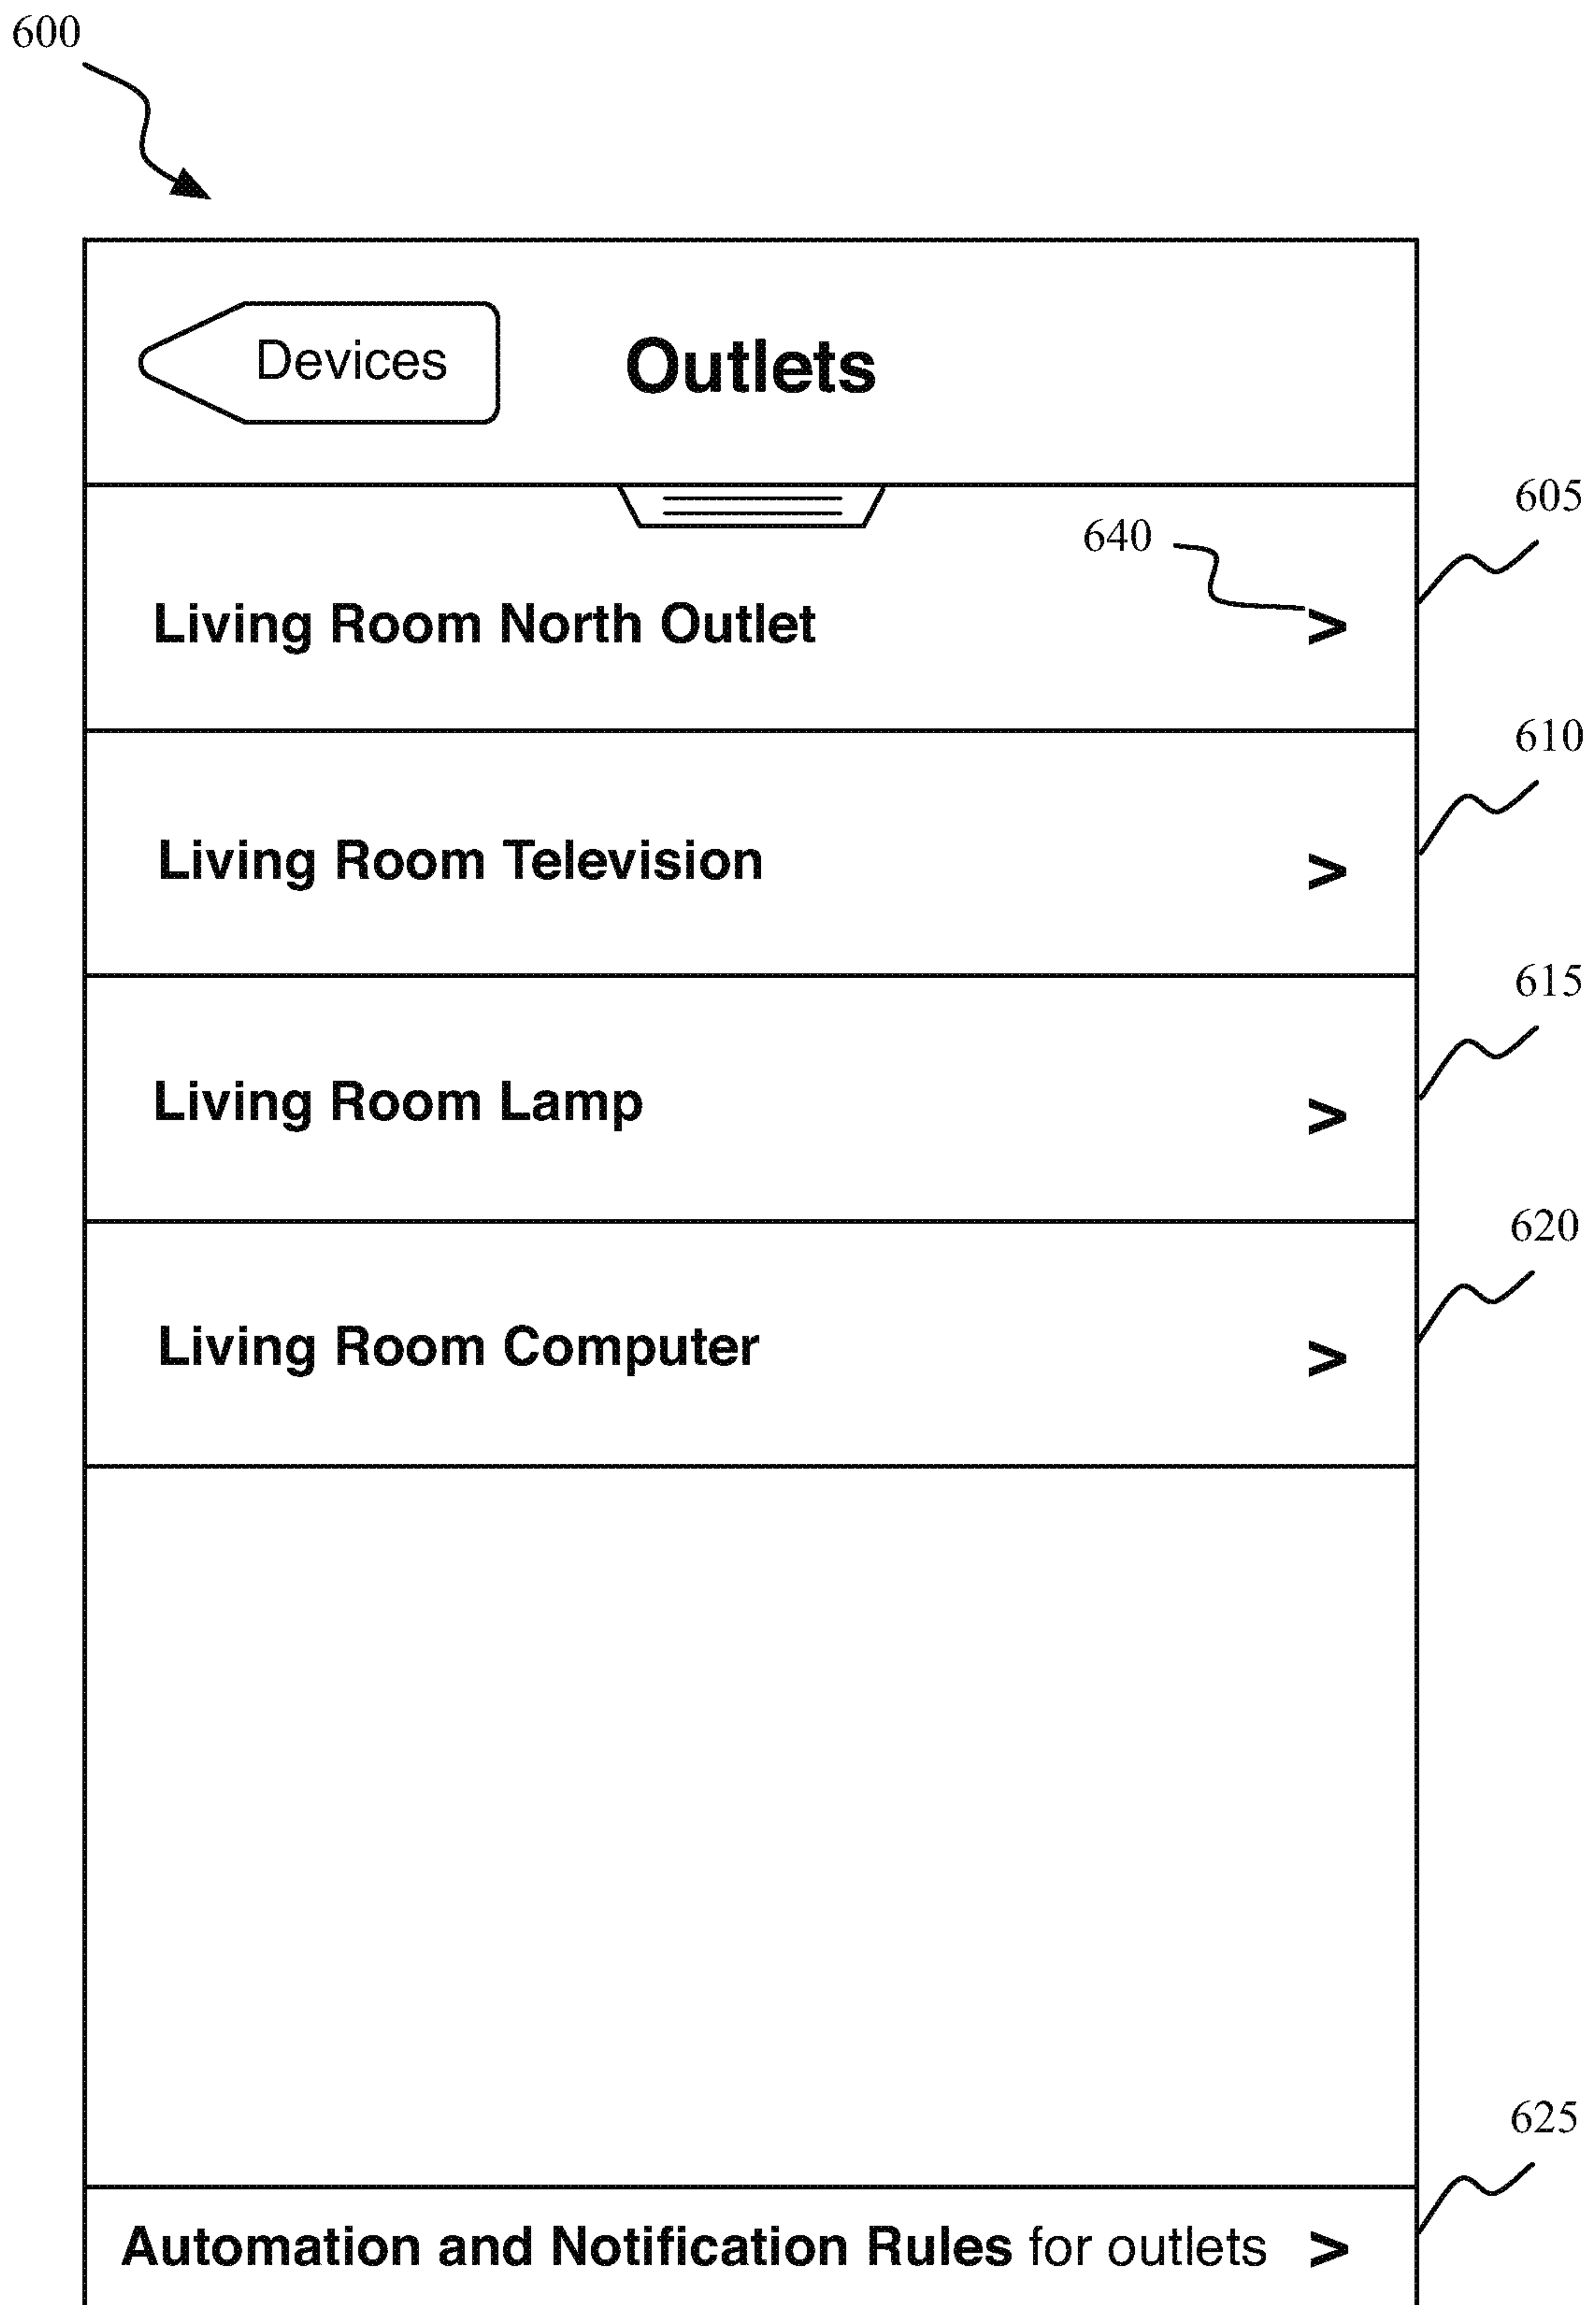 600
Devices
Outlets
605
640
Living Room North Outlet >
610
Living Room Television >
615
Living Room Lamp >
620
Living Room Computer >
625
Automation and Notification Rules for outlets >